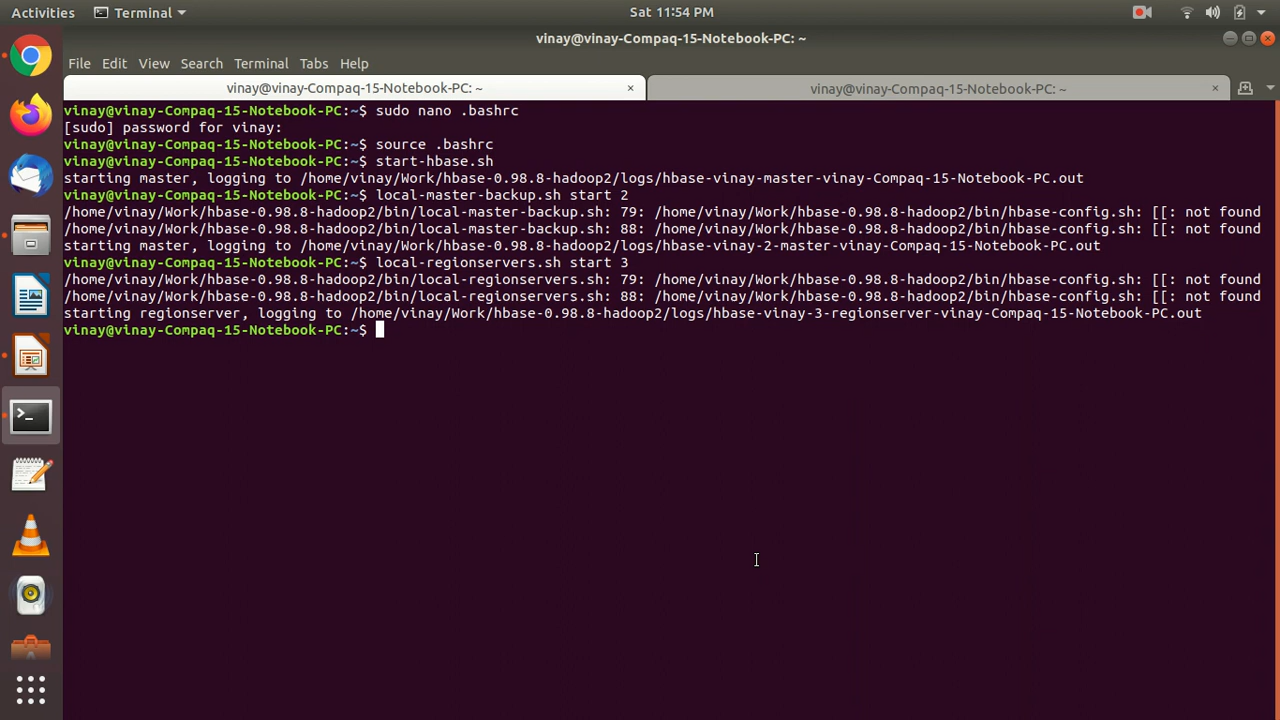 Activities Terminal Sat 11:54 PM
vinay@vinay-Compaq-15-Notebook-PC: ~
File Edit View Search Terminal Tabs Help
vinay@vinay-Compaq-15-Notebook-PC: ~ × vinay@vinay-Compaq-15-Notebook-PC: ~ ×
vinay@vinay-Compaq-15-Notebook-PC:~$ sudo nano .bashrc
[sudo] password for vinay:
vinay@vinay-Compaq-15-Notebook-PC:~$ source .bashrc
vinay@vinay-Compaq-15-Notebook-PC:~$ start-hbase.sh
starting master, logging to /home/vinay/Work/hbase-0.98.8-hadoop2/logs/hbase-vinay-master-vinay-Compaq-15-Notebook-PC.out
vinay@vinay-Compaq-15-Notebook-PC:~$ local-master-backup.sh start 2
/home/vinay/Work/hbase-0.98.8-hadoop2/bin/local-master-backup.sh: 79: /home/vinay/Work/hbase-0.98.8-hadoop2/bin/hbase-config.sh: [[: not found
/home/vinay/Work/hbase-0.98.8-hadoop2/bin/local-master-backup.sh: 88: /home/vinay/Work/hbase-0.98.8-hadoop2/bin/hbase-config.sh: [[: not found
starting master, logging to /home/vinay/Work/hbase-0.98.8-hadoop2/logs/hbase-vinay-2-master-vinay-Compaq-15-Notebook-PC.out
vinay@vinay-Compaq-15-Notebook-PC:~$ local-regionservers.sh start 3
/home/vinay/Work/hbase-0.98.8-hadoop2/bin/local-regionservers.sh: 79: /home/vinay/Work/hbase-0.98.8-hadoop2/bin/hbase-config.sh: [[: not found
/home/vinay/Work/hbase-0.98.8-hadoop2/bin/local-regionservers.sh: 88: /home/vinay/Work/hbase-0.98.8-hadoop2/bin/hbase-config.sh: [[: not found
starting regionserver, logging to /home/vinay/Work/hbase-0.98.8-hadoop2/logs/hbase-vinay-3-regionserver-vinay-Compaq-15-Notebook-PC.out
vinay@vinay-Compaq-15-Notebook-PC:~$